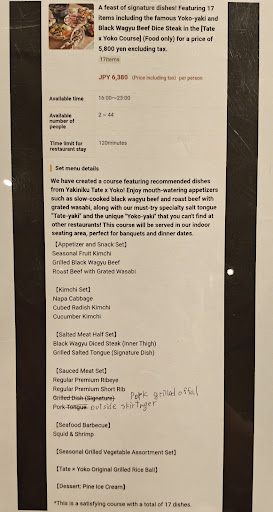 A feast of signature dishes! Featuring 17
items including the famous Yoko-yaki and
Black Wagyu Beef Dice Steak in the [Tate
x Yoko Course] (Food only) for a price of
5,800 yen excluding tax.
17items
JPY 6,380 (Price including tax) per person
Available time 16:00~23:00
Available number of people 2 ~ 44
Time limit for restaurant stay 120minutes
Set menu details
We have created a course featuring recommended dishes
from Yakiniku Tate x Yoko! Enjoy mouth-watering appetizers
such as slow-cooked black wagyu beef and roast beef with
grated wasabi, along with our must-try specialty salt tongue
"Tate-yaki" and the unique "Yoko-yaki" that you can't find at
other restaurants! This course will be served in our indoor
seating area, perfect for banquets and dinner dates.
【Appetizer and Snack Set】
Seasonal Fruit Kimchi
Grilled Black Wagyu Beef
Roast Beef with Grated Wasabi
【Kimchi Set】
Napa Cabbage
Cubed Radish Kimchi
Cucumber Kimchi
【Salted Meat Half Set】
Black Wagyu Diced Steak (Inner Thigh)
Grilled Salted Tongue (Signature Dish)
【Sauced Meat Set】
Regular Premium Ribeye
Regular Premium Short Rib
Grilled Dish (Signature) Pork grilled offal
Pork Tongue outside skirt
【Seafood Barbecue】
Squid & Shrimp
【Seasonal Grilled Vegetable Assortment Set】
【Tate × Yoko Original Grilled Rice Ball】
【Dessert: Pine Ice Cream】
*This is a satisfying course with a total of 17 dishes.